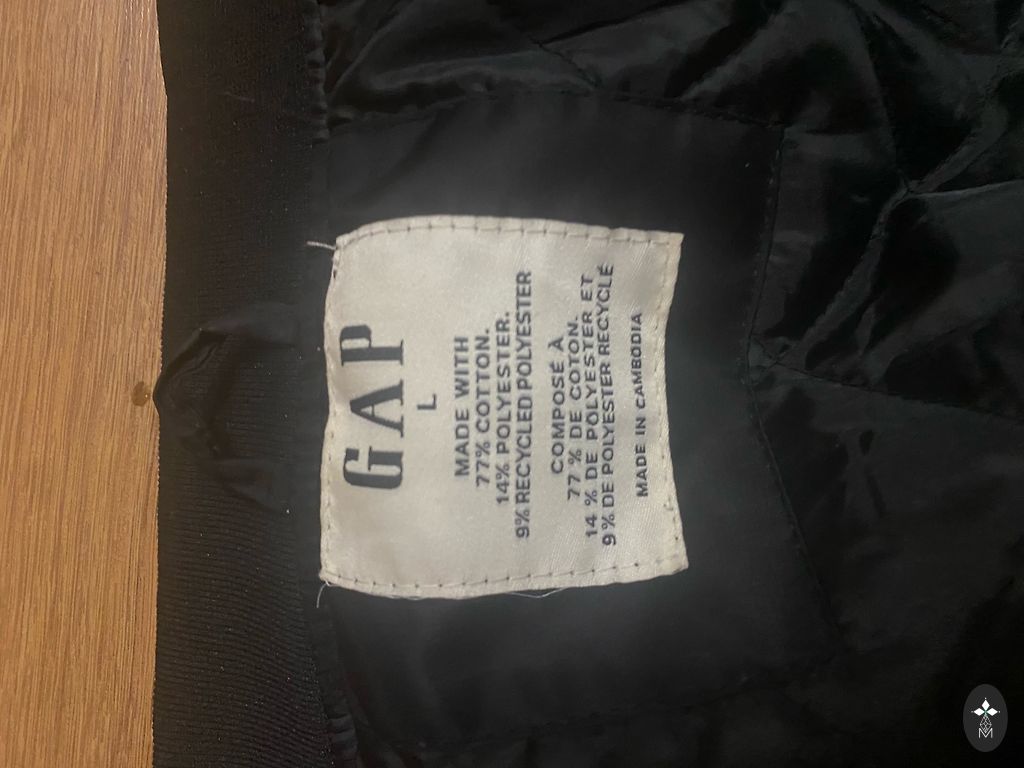 GAP
L
MADE WITH
77% COTTON.
14% POLYESTER.
9% RECYCLED POLYESTER
COMPOSÉ À
77 % DE COTON.
14 % DE POLYESTER ET
9 % DE POLYESTER RECYCLÉ
MADE IN CAMBODIA